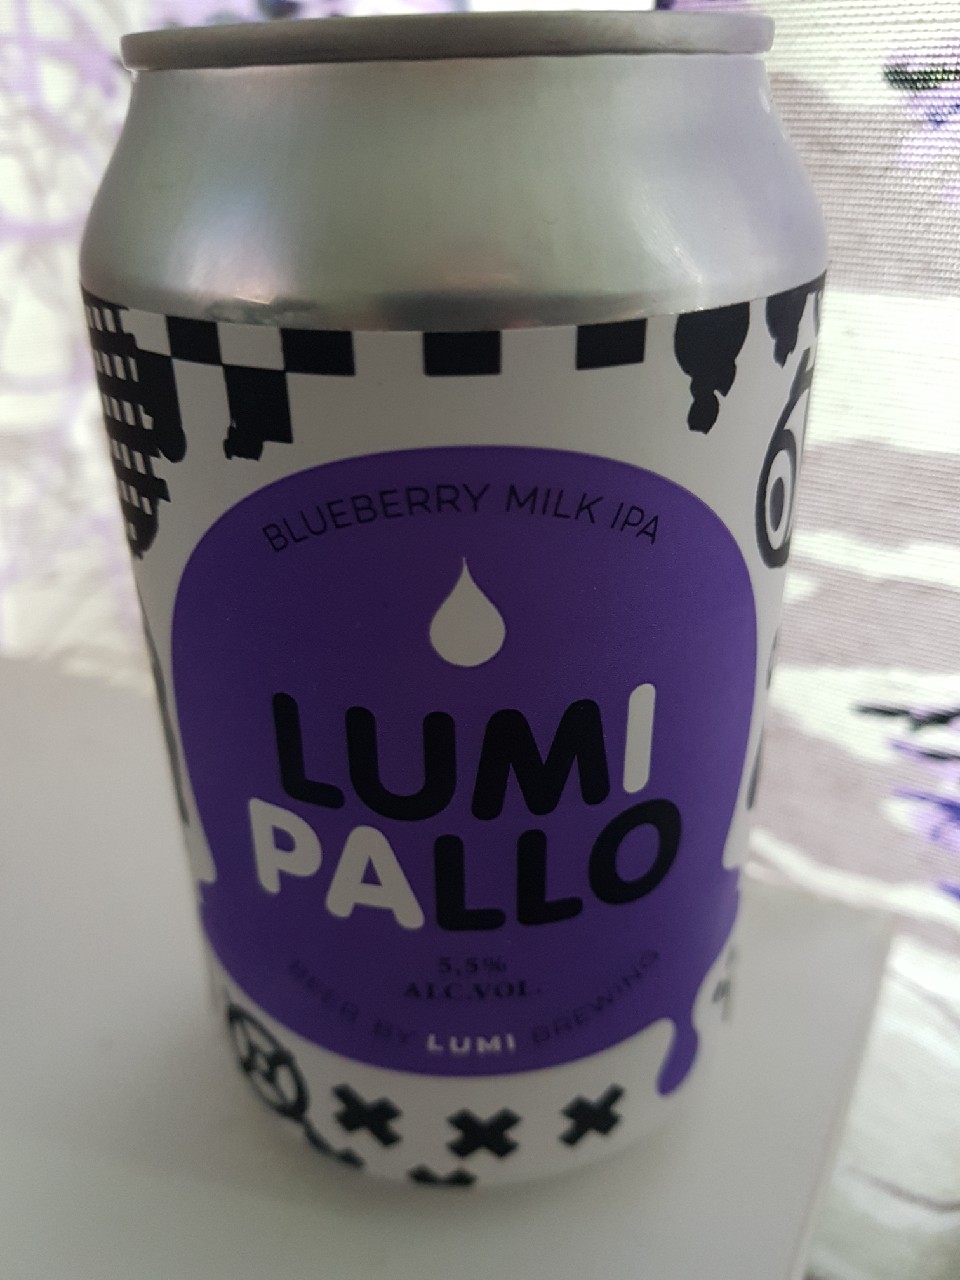 BLUEBERRY MILK IPA
LUMI
PALLO
5,5%
ALC.VOL.
BEER BY LUMI BREWING